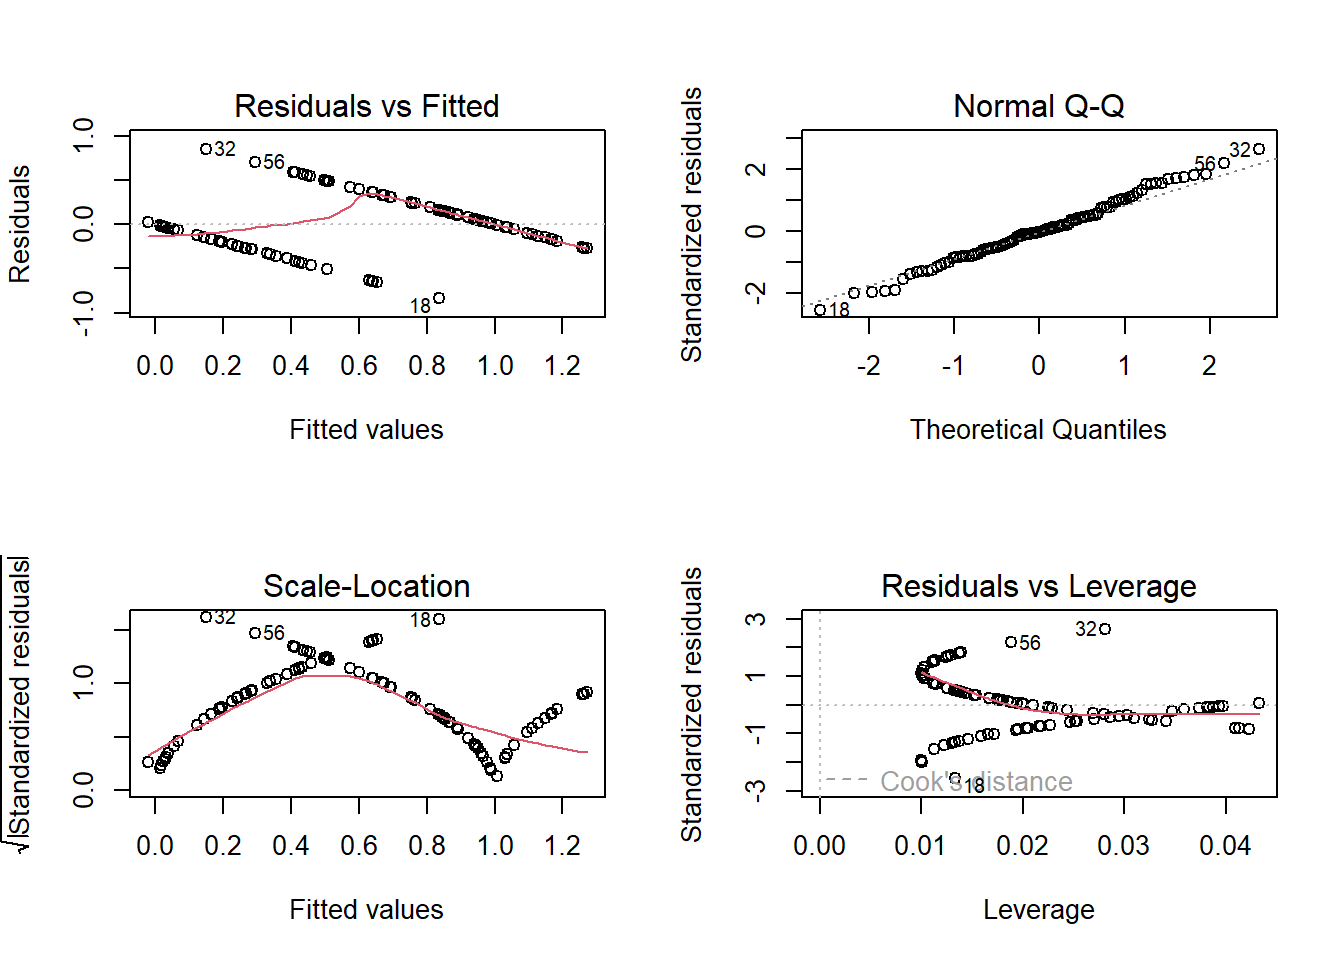 Residuals vs Fitted
Residuals
1.0
0.0
-1.0
32
56
18
0.0 0.2 0.4 0.6 0.8 1.0 1.2
Fitted values
Normal Q-Q
Standardized residuals
2
0
-2
56
32
18
-2 -1 0 1 2
Theoretical Quantiles
Scale-Location
√|Standardized residuals|
1.0
0.0
32
56
18
0.0 0.2 0.4 0.6 0.8 1.0 1.2
Fitted values
Residuals vs Leverage
Standardized residuals
3
1
-1
-3
32
56
Cook's distance
18
0.00 0.01 0.02 0.03 0.04
Leverage